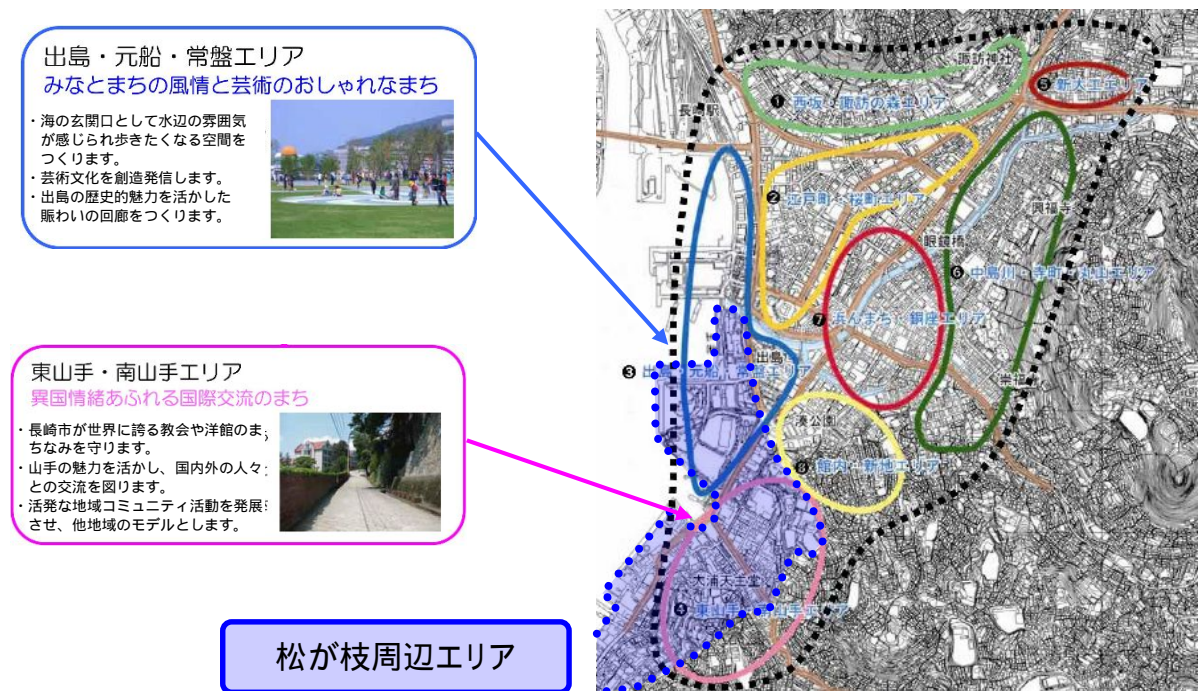 出島・元船・常盤エリア
みなとまちの風情と芸術のおしゃれなまち
・海の玄関口として水辺の雰囲気
が感じられ歩きたくなる空間を
つくります。
・芸術文化を創造発信します。
・出島の歴史的魅力を活かした
賑わいの回廊をつくります。
東山手・南山手エリア
異国情緒あふれる国際交流のまち
・長崎市が世界に誇る教会や洋館のま
ちなみを守ります。
・山手の魅力を活かし、国内外の人々
との交流を図ります。
・活発な地域コミュニティ活動を発展
させ、他地域のモデルとします。
松が枝周辺エリア
諏訪神社
❺ 新大工エリア
❶ 西坂・諏訪の森エリア
長崎駅
❷ 江戸町・桜町エリア
興福寺
眼鏡橋
❻ 中島川・寺町・丸山エリア
❼ 浜んまち・銅座エリア
出島
❸ 出島・元船・常盤エリア
崇福寺
湊公園
❽ 館内・新地エリア
大浦天主堂
❹ 東山手・南山手エリア